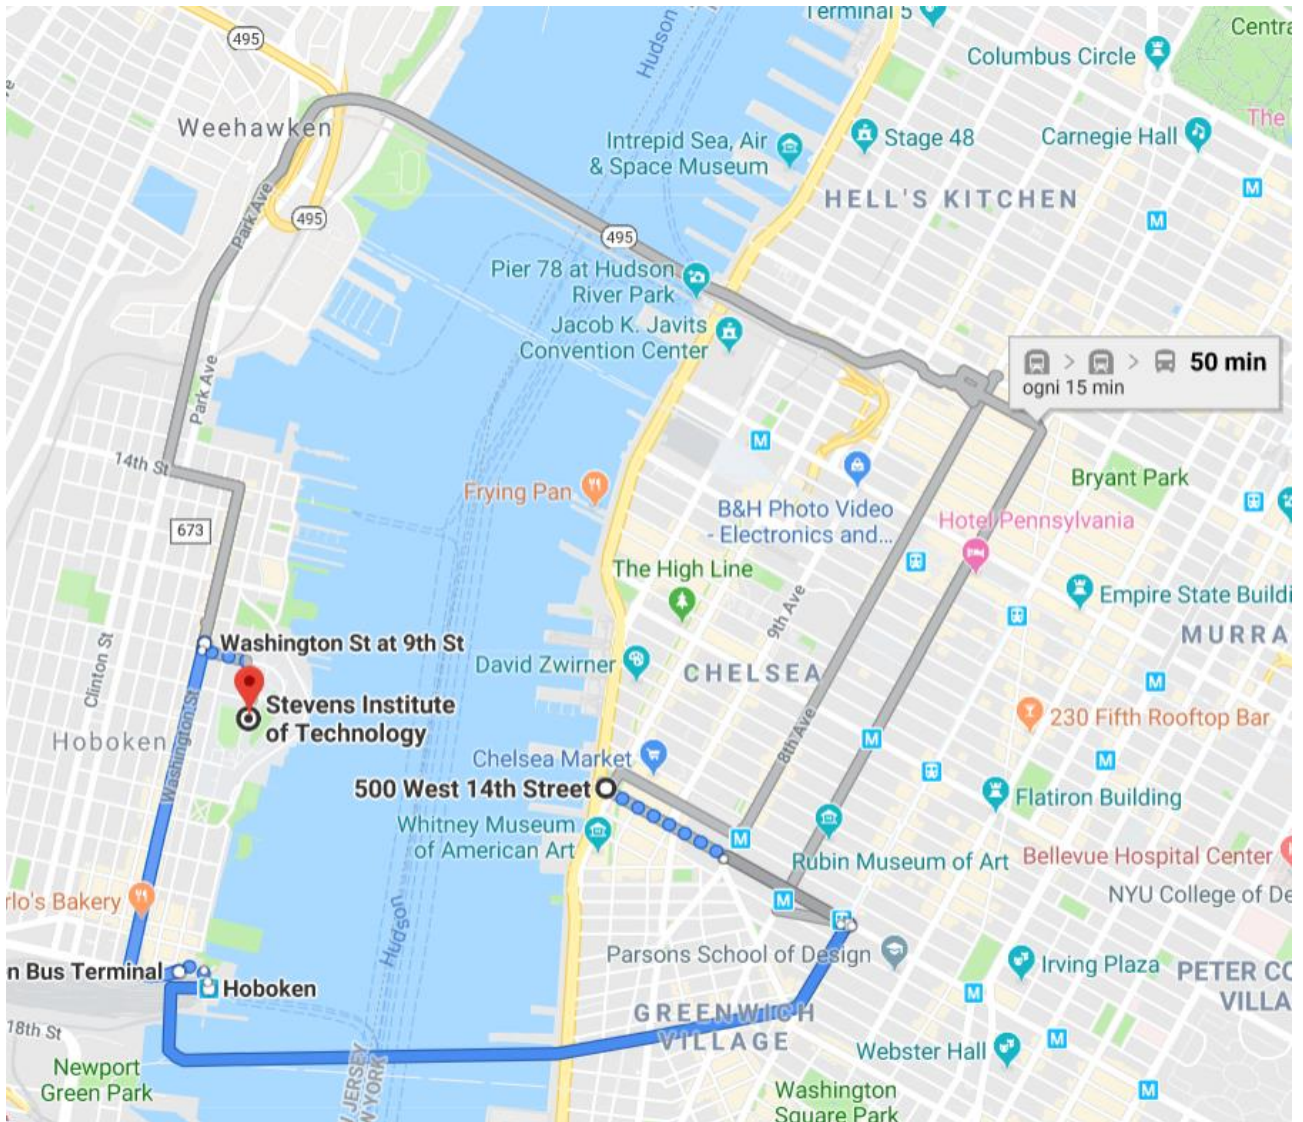 Terminal 5
Centra
495
Hudson
Columbus Circle
The
Weehawken
Intrepid Sea, Air
& Space Museum
Stage 48
Carnegie Hall
HELL'S KITCHEN
M
M
Park Ave
495
495
Pier 78 at Hudson
River Park
Jacob K. Javits
Convention Center
50 min
ogni 15 min
Park Ave
M
14th St
Frying Pan
B&H Photo Video
- Electronics and...
Bryant Park
Hotel Pennsylvania
673
The High Line
9th Ave
Empire State Buildi
MURRA
Washington St at 9th St
Clinton St
David Zwirner
CHELSEA
M
Stevens Institute
of Technology
Hoboken
Washington St
8th Ave
M
230 Fifth Rooftop Bar
Chelsea Market
M
500 West 14th Street
Flatiron Building
Whitney Museum
of American Art
M
Rubin Museum of Art
Bellevue Hospital Center
rlo's Bakery
M
NYU College of De
Hudson
Parsons School of Design
Irving Plaza
PETER CO
VILLA
n Bus Terminal
Hoboken
M
GREENWICH
VILLAGE
18th St
Webster Hall
M
Newport
Green Park
JERSEY
W YORK
Washington
Square Park
M